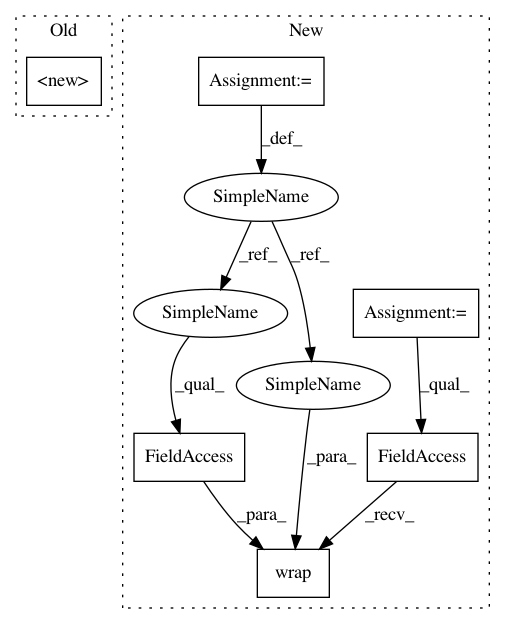 Old
New
<new>
Assignment:=
_def_
SimpleName
_ref_
_ref_
SimpleName
Assignment:=
SimpleName
_qual_
_qual_
FieldAccess
_para_
FieldAccess
_para_
_recv_
wrap